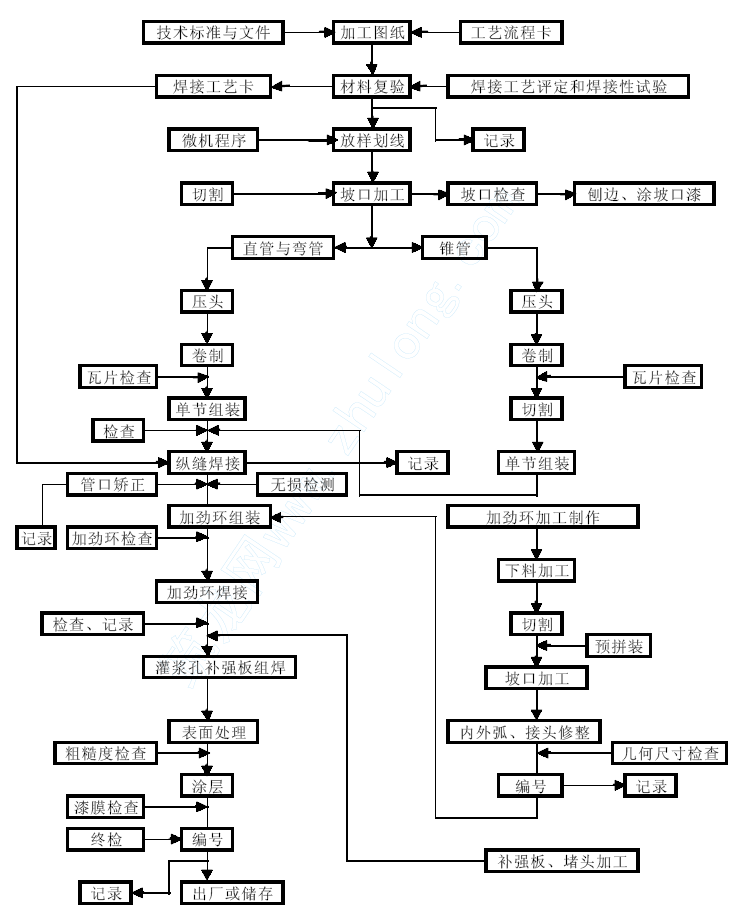 技术标准与文件 加工图纸 工艺流程卡
焊接工艺卡 材料复验 焊接工艺评定和焊接性试验
微机程序 放样划线 记录
切割 坡口加工 坡口检查 刨边、涂坡口漆
直管与弯管 锥管
压头 压头
卷制 卷制
瓦片检查 瓦片检查
单节组装 切割
检查
纵缝焊接 记录 单节组装
管口矫正 无损检测
加劲环组装 加劲环加工制作
记录 加劲环检查
下料加工
加劲环焊接
检查、记录 切割
预拼装
灌浆孔补强板组焊 坡口加工
表面处理 内外弧、接头修整
粗糙度检查 几何尺寸检查
涂层 编号 记录
漆膜检查
终检 编号
补强板、堵头加工
记录 出厂或储存
筑龙网www.zhulong.com